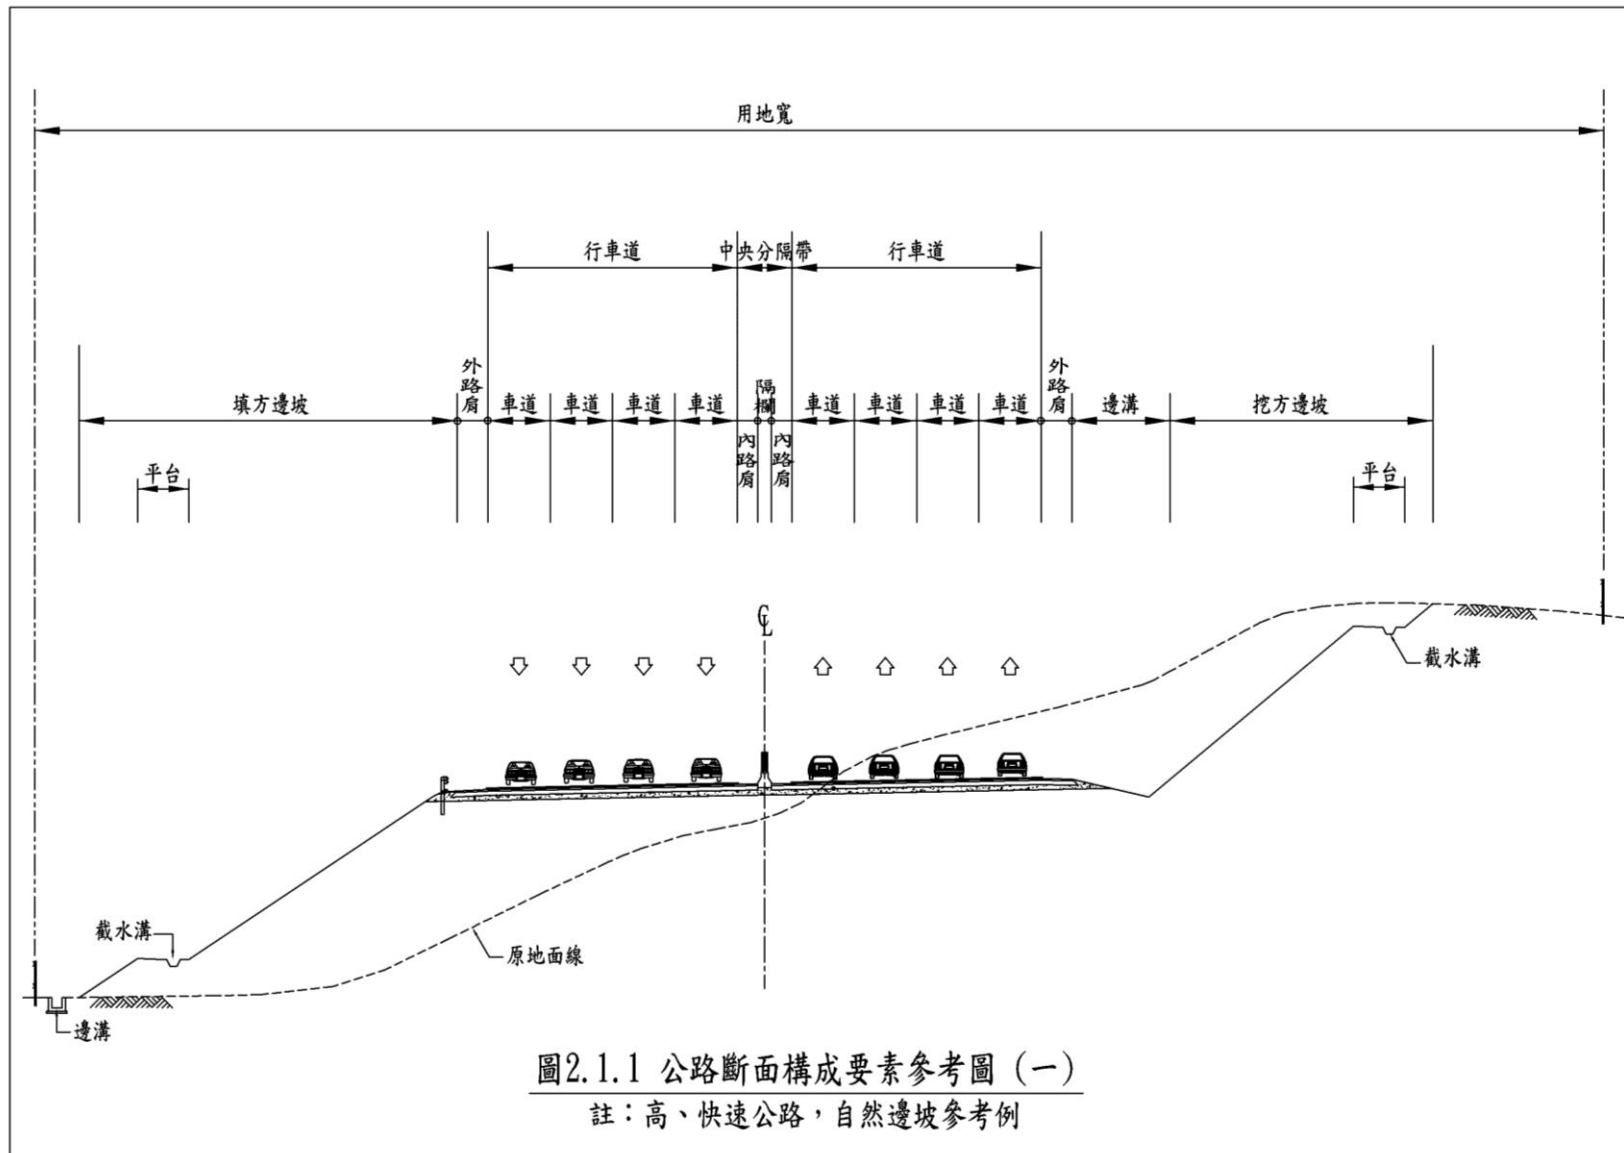 用地寬
行車道
中央分隔帶
行車道
填方邊坡
外路肩
車道
車道
車道
車道
隔欄
車道
車道
車道
車道
外路肩
邊溝
挖方邊坡
內路肩
內路肩
平台
平台
℄
截水溝
截水溝
原地面線
邊溝
圖2.1.1 公路斷面構成要素參考圖 (一)
註：高、快速公路，自然邊坡參考例